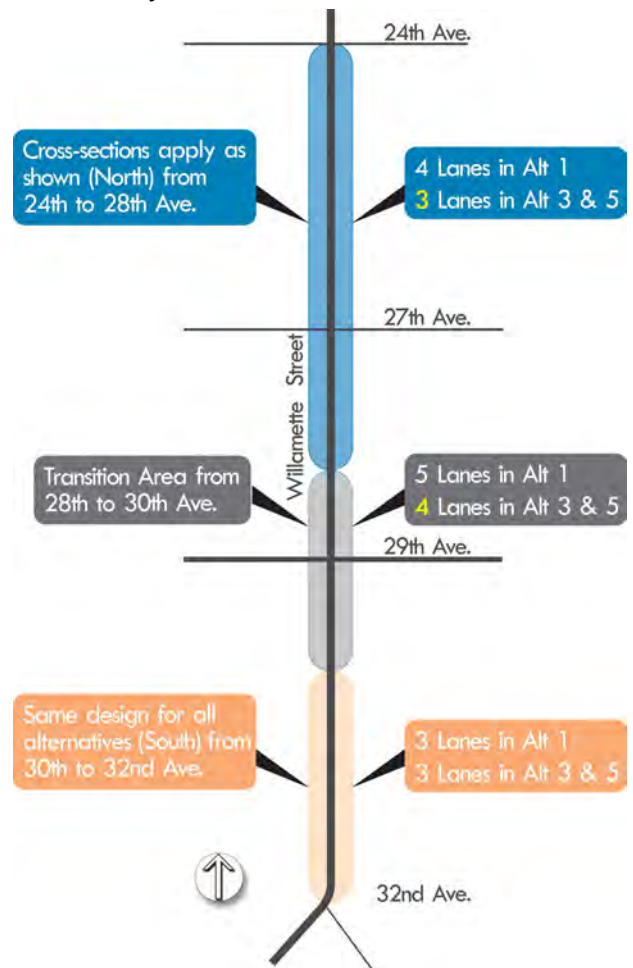 24th Ave.
Cross-sections apply as
shown (North) from
24th to 28th Ave.
4 Lanes in Alt 1
3 Lanes in Alt 3 & 5
27th Ave.
Willamette Street
Transition Area from
28th to 30th Ave.
5 Lanes in Alt 1
4 Lanes in Alt 3 & 5
29th Ave.
Same design for all
alternatives (South) from
30th to 32nd Ave.
3 Lanes in Alt 1
3 Lanes in Alt 3 & 5
32nd Ave.